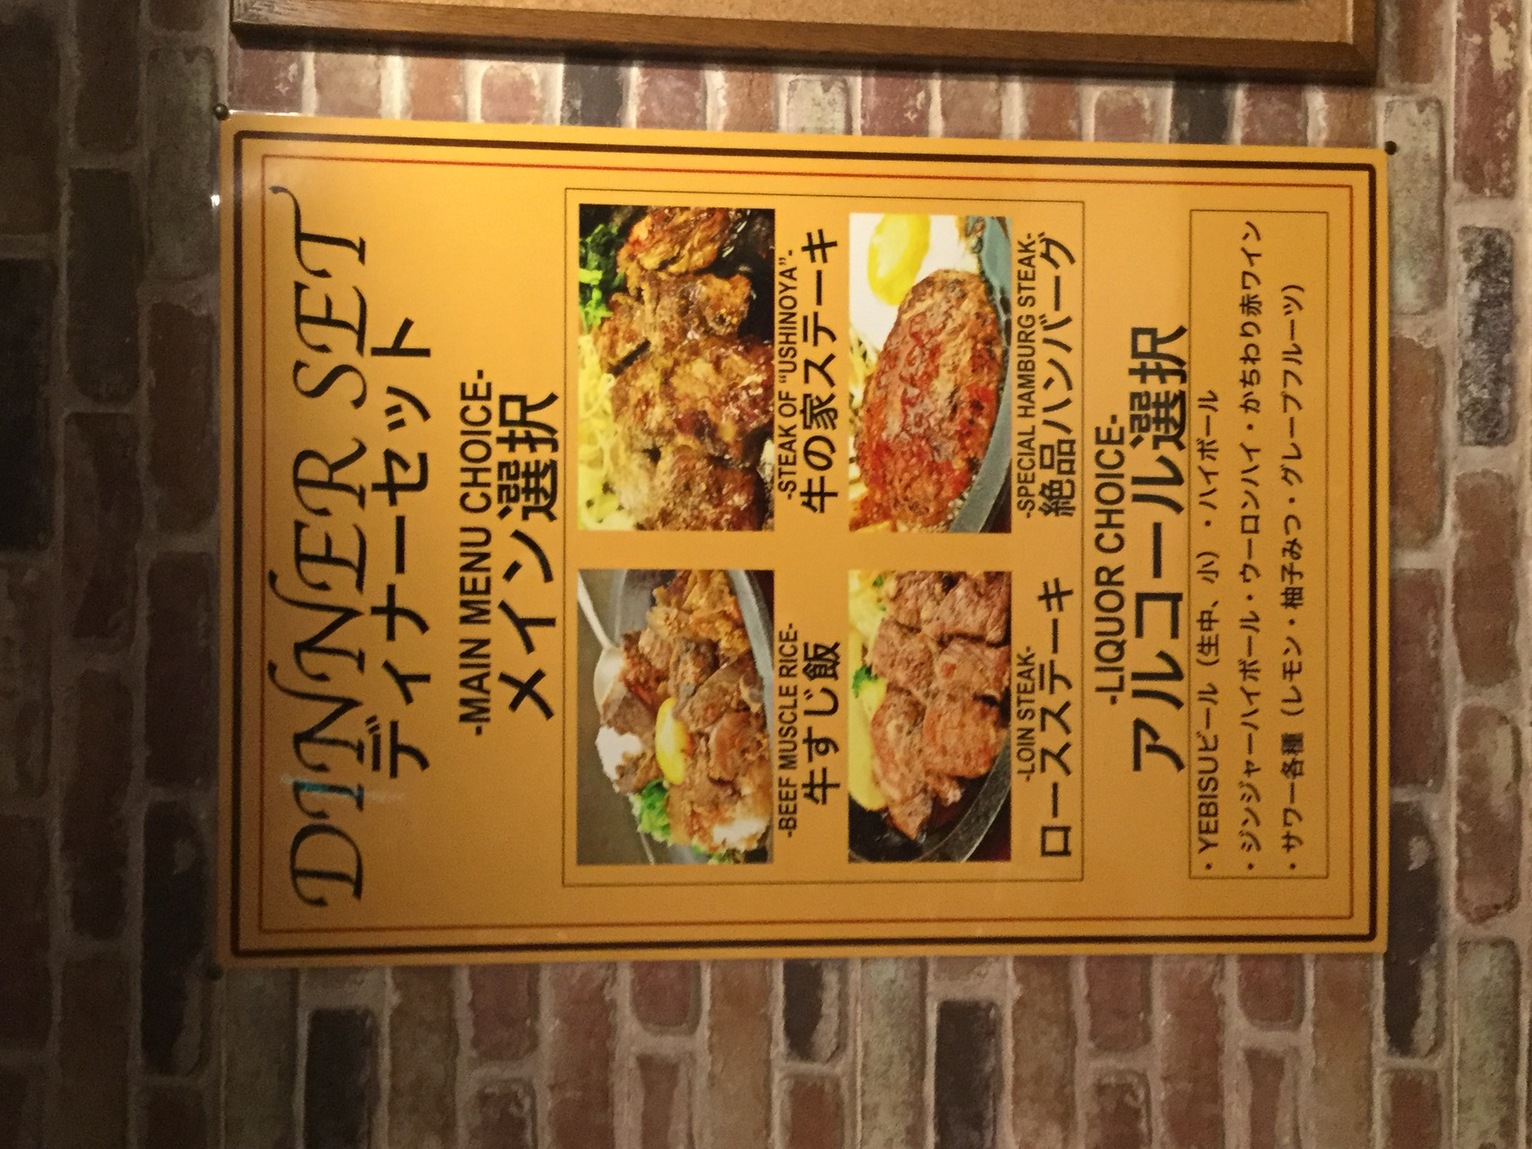 DINNER SET
ディナーセット
-MAIN MENU CHOICE-
メイン選択
-BEEF MUSCLE RICE-
牛すじ飯
-STEAK OF "USHINOYA"-
牛の家ステーキ
-LOIN STEAK-
ロースステーキ
-SPECIAL HAMBURG STEAK-
絶品ハンバーグ
-LIQUOR CHOICE-
アルコール選択
・YEBISUビール（生中、小）・ハイボール
・ジンジャーハイボール・ウーロンハイ・かちわり赤ワイン
・サワー各種（レモン・柚子みつ・グレープフルーツ）